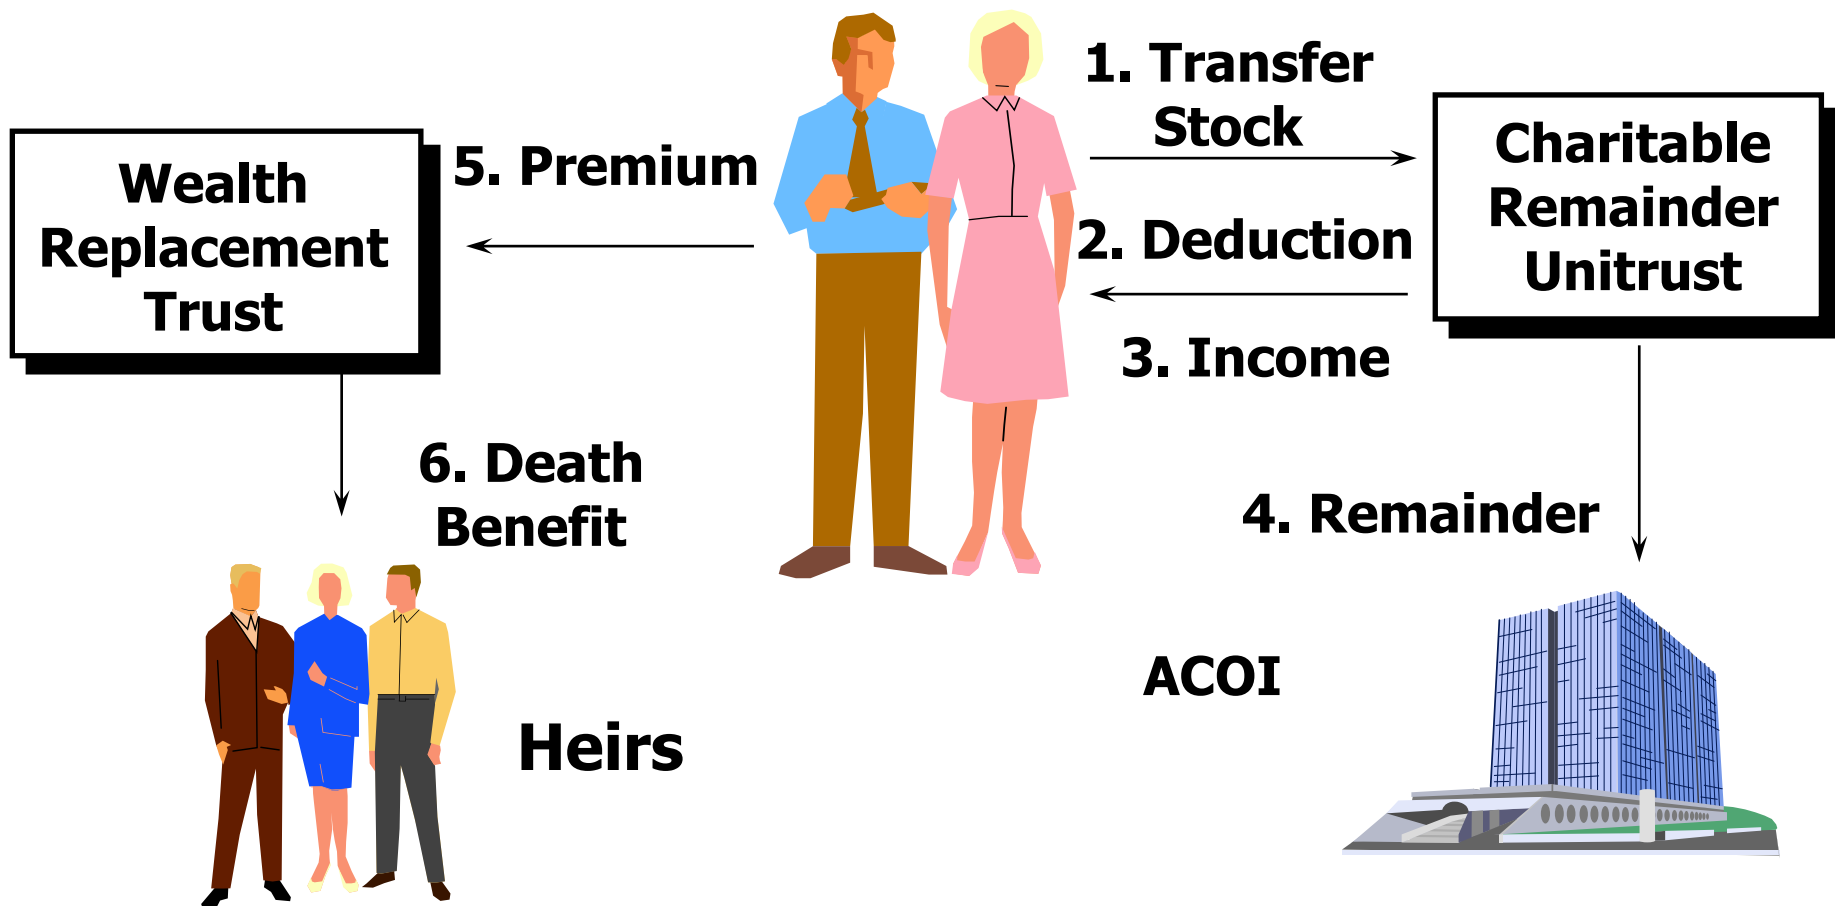 1. Transfer
Stock
Charitable
Remainder
Unitrust
Wealth
Replacement
Trust
5. Premium
2. Deduction
3. Income
6. Death
Benefit
4. Remainder
ACOI
Heirs